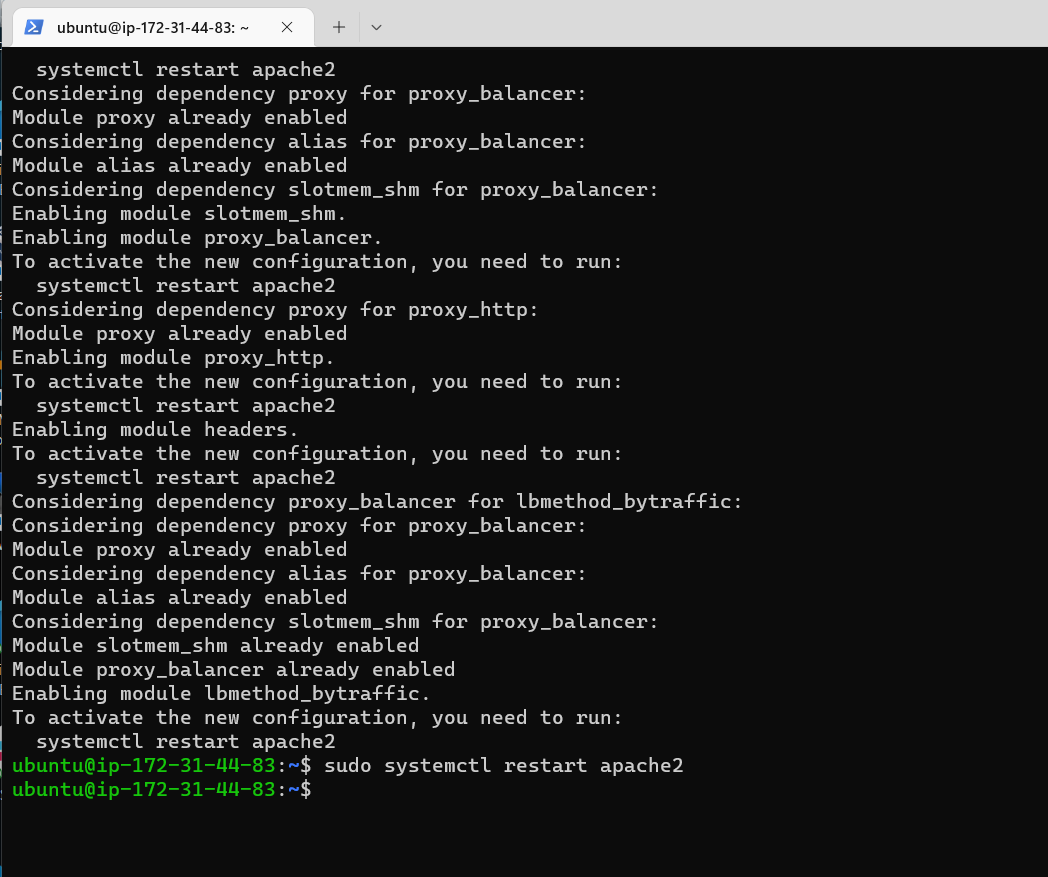 ubuntu@ip-172-31-44-83: ~
systemctl restart apache2
Considering dependency proxy for proxy_balancer:
Module proxy already enabled
Considering dependency alias for proxy_balancer:
Module alias already enabled
Considering dependency slotmem_shm for proxy_balancer:
Enabling module slotmem_shm.
Enabling module proxy_balancer.
To activate the new configuration, you need to run:
  systemctl restart apache2
Considering dependency proxy for proxy_http:
Module proxy already enabled
Enabling module proxy_http.
To activate the new configuration, you need to run:
  systemctl restart apache2
Enabling module headers.
To activate the new configuration, you need to run:
  systemctl restart apache2
Considering dependency proxy_balancer for lbmethod_bytraffic:
Considering dependency proxy for proxy_balancer:
Module proxy already enabled
Considering dependency alias for proxy_balancer:
Module alias already enabled
Considering dependency slotmem_shm for proxy_balancer:
Module slotmem_shm already enabled
Module proxy_balancer already enabled
Enabling module lbmethod_bytraffic.
To activate the new configuration, you need to run:
  systemctl restart apache2
ubuntu@ip-172-31-44-83:~$ sudo systemctl restart apache2
ubuntu@ip-172-31-44-83:~$